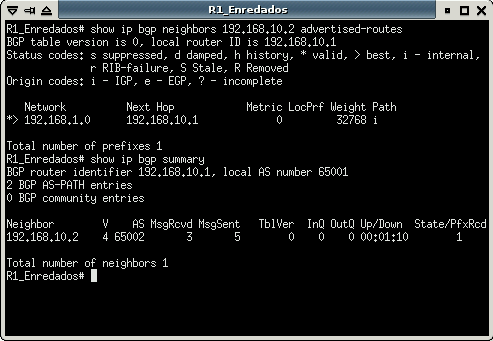 R1_Enredados
R1_Enredados# show ip bgp neighbors 192.168.10.2 advertised-routes
BGP table version is 0, local router ID is 192.168.10.1
Status codes: s suppressed, d damped, h history, * valid, > best, i - internal,
              r RIB-failure, S Stale, R Removed
Origin codes: i - IGP, e - EGP, ? - incomplete

   Network          Next Hop            Metric LocPrf Weight Path
*> 192.168.1.0      192.168.10.1             0         32768 i

Total number of prefixes 1
R1_Enredados# show ip bgp summary
BGP router identifier 192.168.10.1, local AS number 65001
2 BGP AS-PATH entries
0 BGP community entries

Neighbor        V    AS MsgRcvd MsgSent   TblVer  InQ OutQ Up/Down  State/PfxRcd
192.168.10.2    4 65002       3       5        0    0    0 00:01:10        1

Total number of neighbors 1
R1_Enredados#